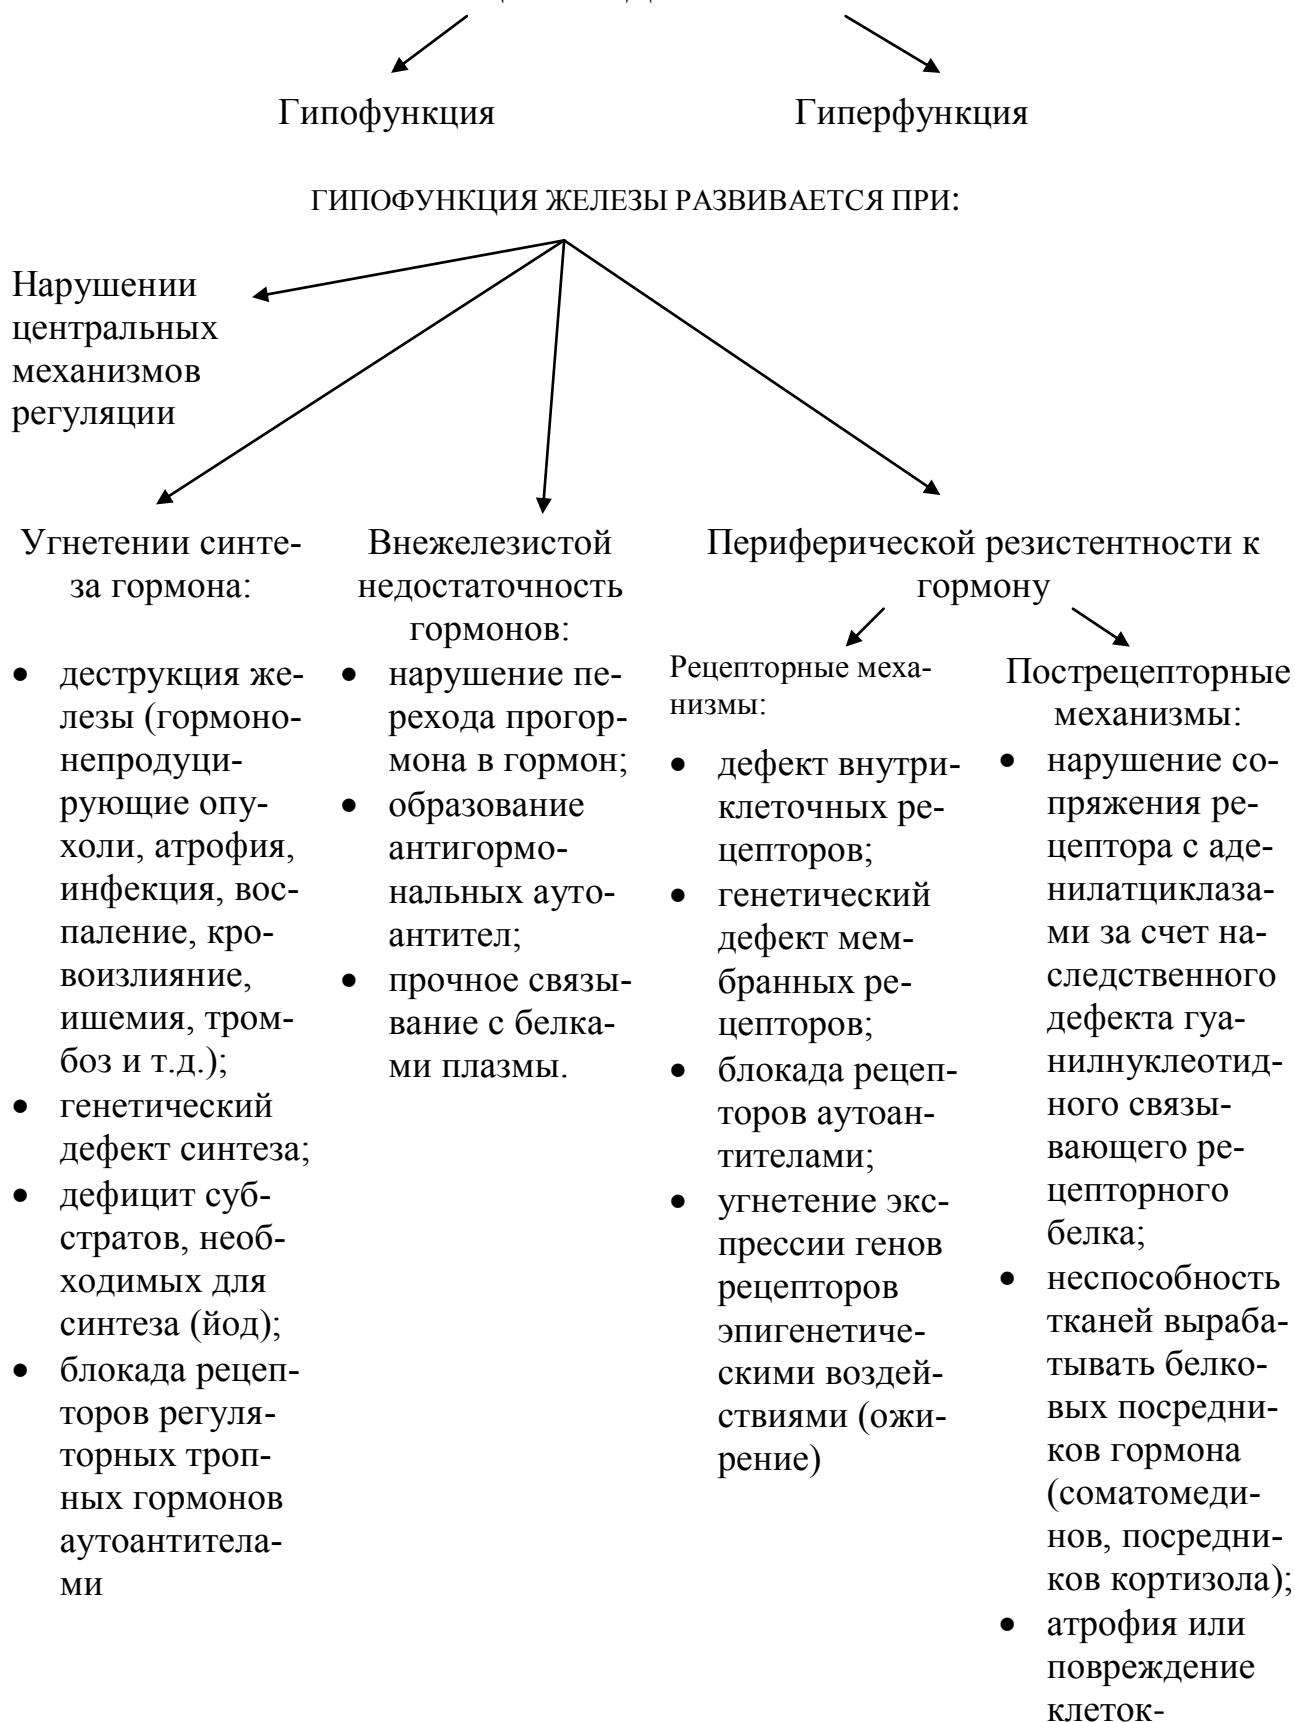 Гипофункция
Гиперфункция
ГИПОФУНКЦИЯ ЖЕЛЕЗЫ РАЗВИВАЕТСЯ ПРИ:
Нарушении
центральных
механизмов
регуляции
Угнетении синте-
за гормона:
• деструкция же-
лезы (гормоно-
непродуци-
рующие опу-
холи, атрофия,
инфекция, вос-
паление, кро-
воизлияние,
ишемия, тром-
боз и т.д.);
• генетический
дефект синтеза;
• дефицит суб-
стратов, необ-
ходимых для
синтеза (йод);
• блокада рецеп-
торов регуля-
торных троп-
ных гормонов
аутоантитела-
ми
Внежелезистой
недостаточность
гормонов:
• нарушение пе-
рехода прогор-
мона в гормон;
• образование
антигормо-
нальных ауто-
антител;
• прочное связы-
вание с белка-
ми плазмы.
Периферической резистентности к
гормону
Рецепторные меха-
низмы:
• дефект внутри-
клеточных ре-
цепторов;
• генетический
дефект мем-
бранных ре-
цепторов;
• блокада рецеп-
торов аутоан-
тителами;
• угнетение экс-
прессии генов
рецепторов
эпигенетиче-
скими воздей-
ствиями (ожи-
рение)
Пострецепторные
механизмы:
• нарушение со-
пряжения ре-
цептора с аде-
нилатциклаза-
ми за счет на-
следственного
дефекта гуа-
нилнуклеотид-
ного связы-
вающего ре-
цепторного
белка;
• неспособность
тканей выраба-
тывать белко-
вых посредни-
ков гормона
(соматомеди-
нов, посредни-
ков кортизола);
• атрофия или
повреждение
клеток-